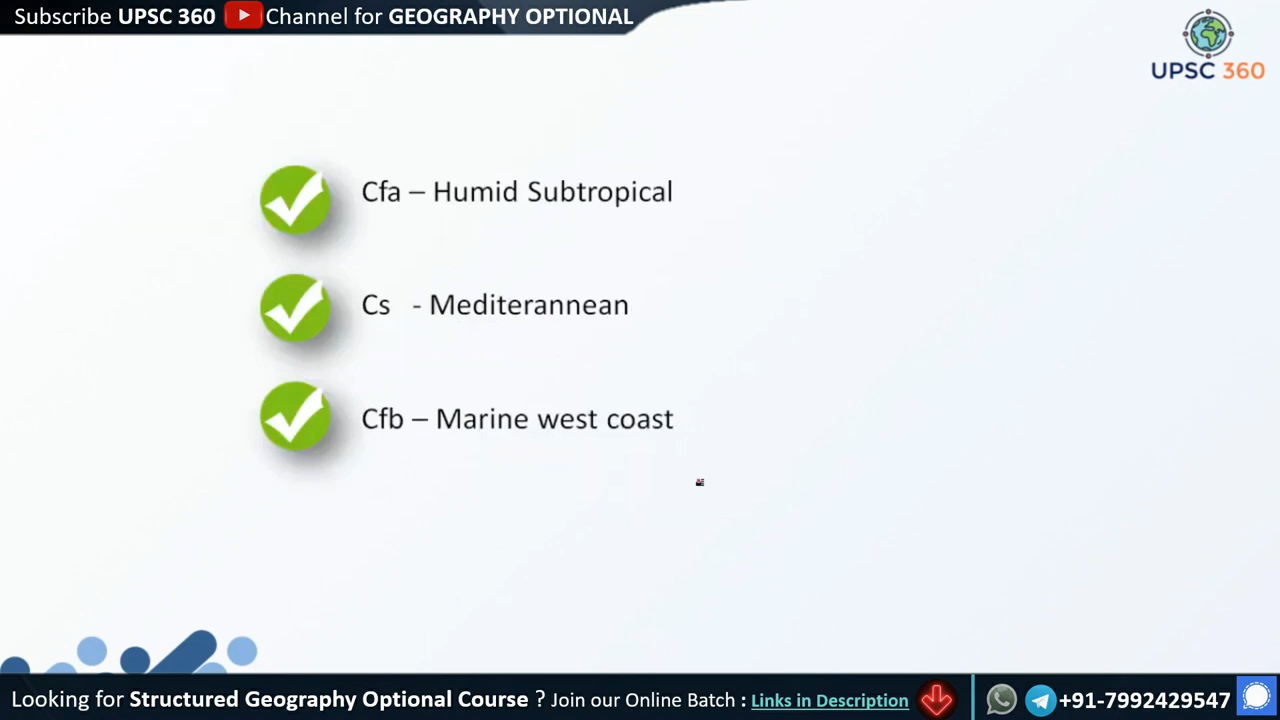 Subscribe UPSC 360 Channel for GEOGRAPHY OPTIONAL
UPSC 360
Cfa – Humid Subtropical
Cs - Mediterannean
Cfb – Marine west coast
Looking for Structured Geography Optional Course ? Join our Online Batch : Links in Description
+91-7992429547